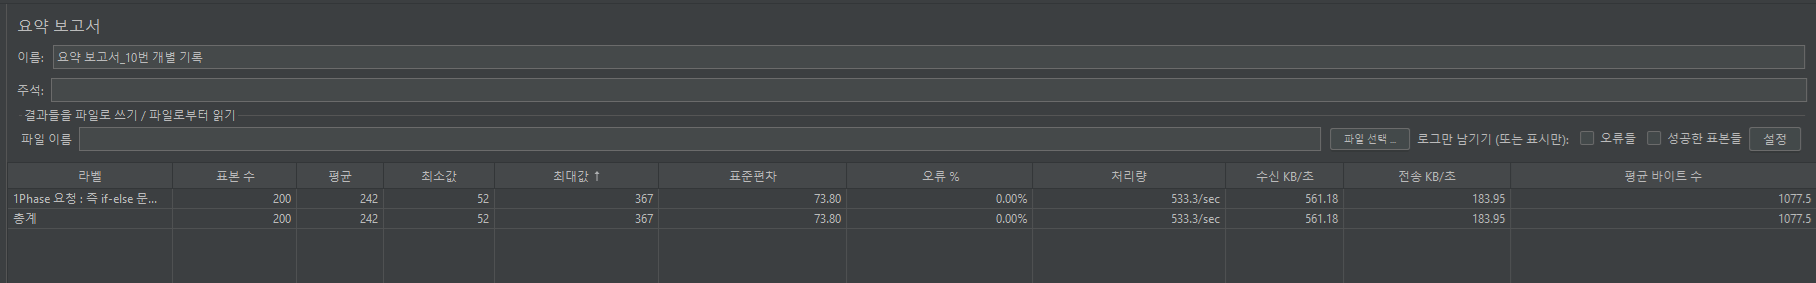 요약 보고서
이름: 요약 보고서_10번 개별 기록
주석:
결과들을 파일로 쓰기 / 파일로부터 읽기
파일 이름 파일 선택 ... 로그만 남기기 (또는 표시만): 오류들 성공한 표본들 설정
라벨 표본 수 평균 최소값 최대값 ↑ 표준편차 오류 % 처리량 수신 KB/초 전송 KB/초 평균 바이트 수
1Phase 요청 : 즉 if-else 문... 200 242 52 367 73.80 0.00% 533.3/sec 561.18 183.95 1077.5
총계 200 242 52 367 73.80 0.00% 533.3/sec 561.18 183.95 1077.5